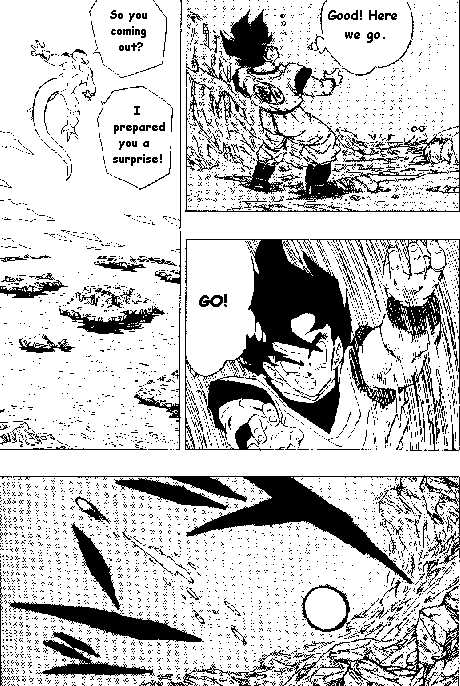 Good! Here
we go.
GO!
So you
coming
out?
I
prepared
you a
surprise!